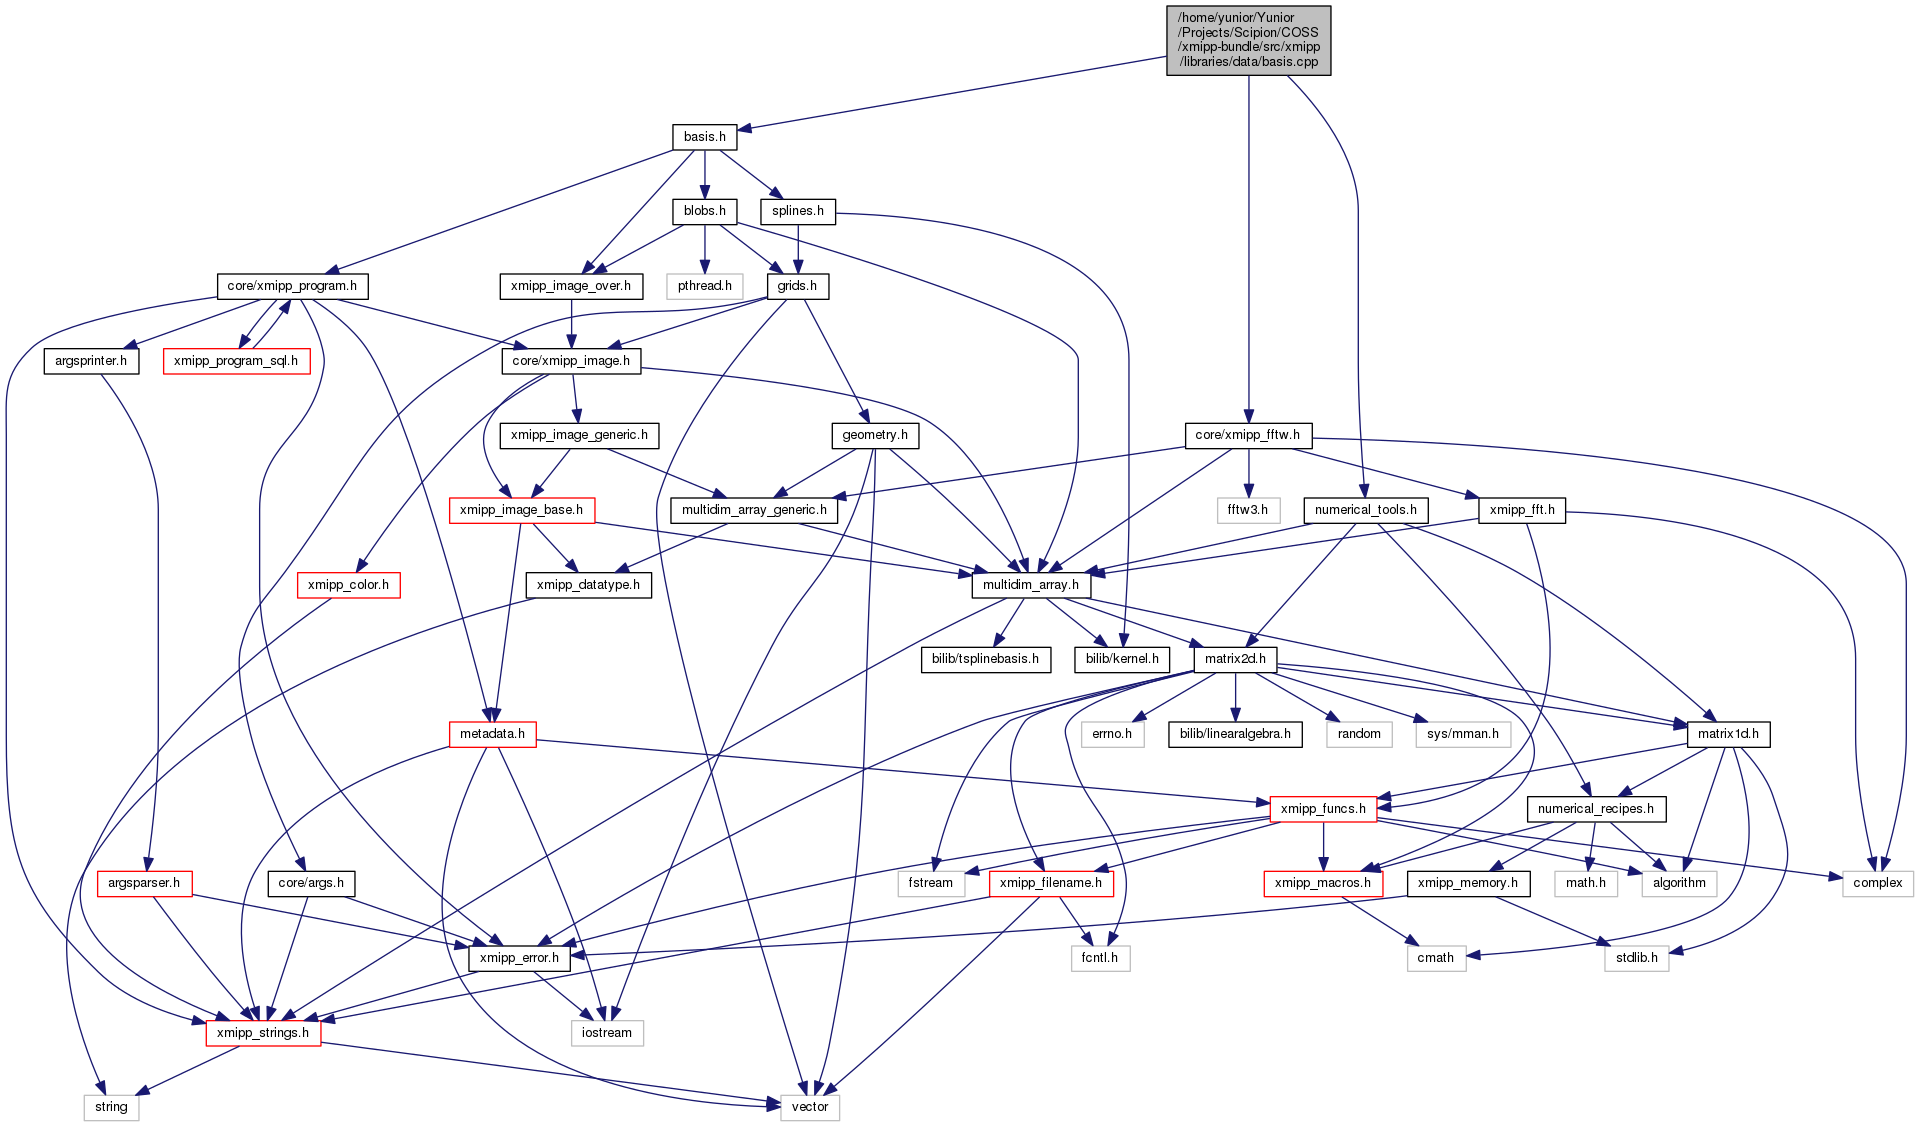 /home/yunior/Yunior
/Projects/Scipion/COSS
/xmipp-bundle/src/xmipp
/libraries/data/basis.cpp
basis.h
blobs.h
splines.h
core/xmipp_program.h
xmipp_image_over.h
pthread.h
grids.h
argsprinter.h
xmipp_program_sql.h
core/xmipp_image.h
xmipp_image_generic.h
geometry.h
core/xmipp_fftw.h
xmipp_image_base.h
multidim_array_generic.h
fftw3.h
numerical_tools.h
xmipp_fft.h
xmipp_color.h
xmipp_datatype.h
multidim_array.h
bilib/tsplinebasis.h
bilib/kernel.h
matrix2d.h
metadata.h
errno.h
bilib/linearalgebra.h
random
sys/mman.h
matrix1d.h
xmipp_funcs.h
numerical_recipes.h
argsparser.h
core/args.h
fstream
xmipp_filename.h
xmipp_macros.h
xmipp_memory.h
math.h
algorithm
complex
xmipp_error.h
fcntl.h
cmath
stdlib.h
xmipp_strings.h
iostream
string
vector